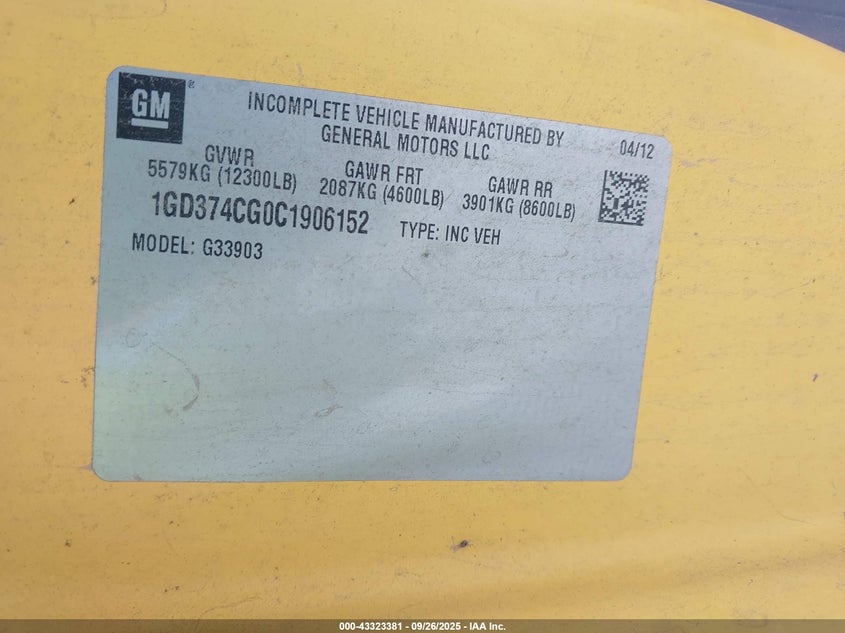 GM®
INCOMPLETE VEHICLE MANUFACTURED BY
GENERAL MOTORS LLC
04/12
GVWR
5579KG (12300LB)
GAWR FRT
2087KG (4600LB)
GAWR RR
3901KG (8600LB)
1GD374CG0C1906152
TYPE: INC VEH
MODEL: G33903
000-43323381 - 09/26/2025 - IAA Inc.